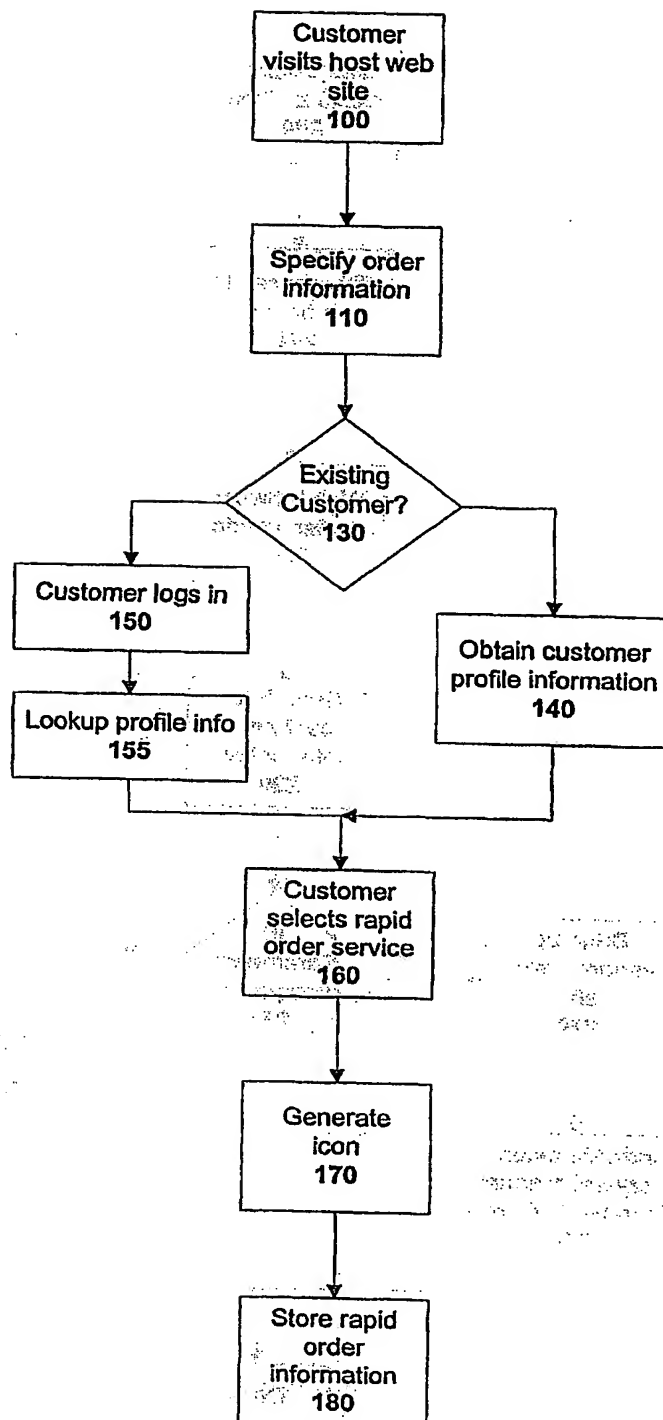 Customer
visits host web
site
100
Specify order
information
110
Existing
Customer?
130
Customer logs in
150
Lookup profile info
155
Obtain customer
profile information
140
Customer
selects rapid
order service
160
Generate
icon
170
Store rapid
order
information
180